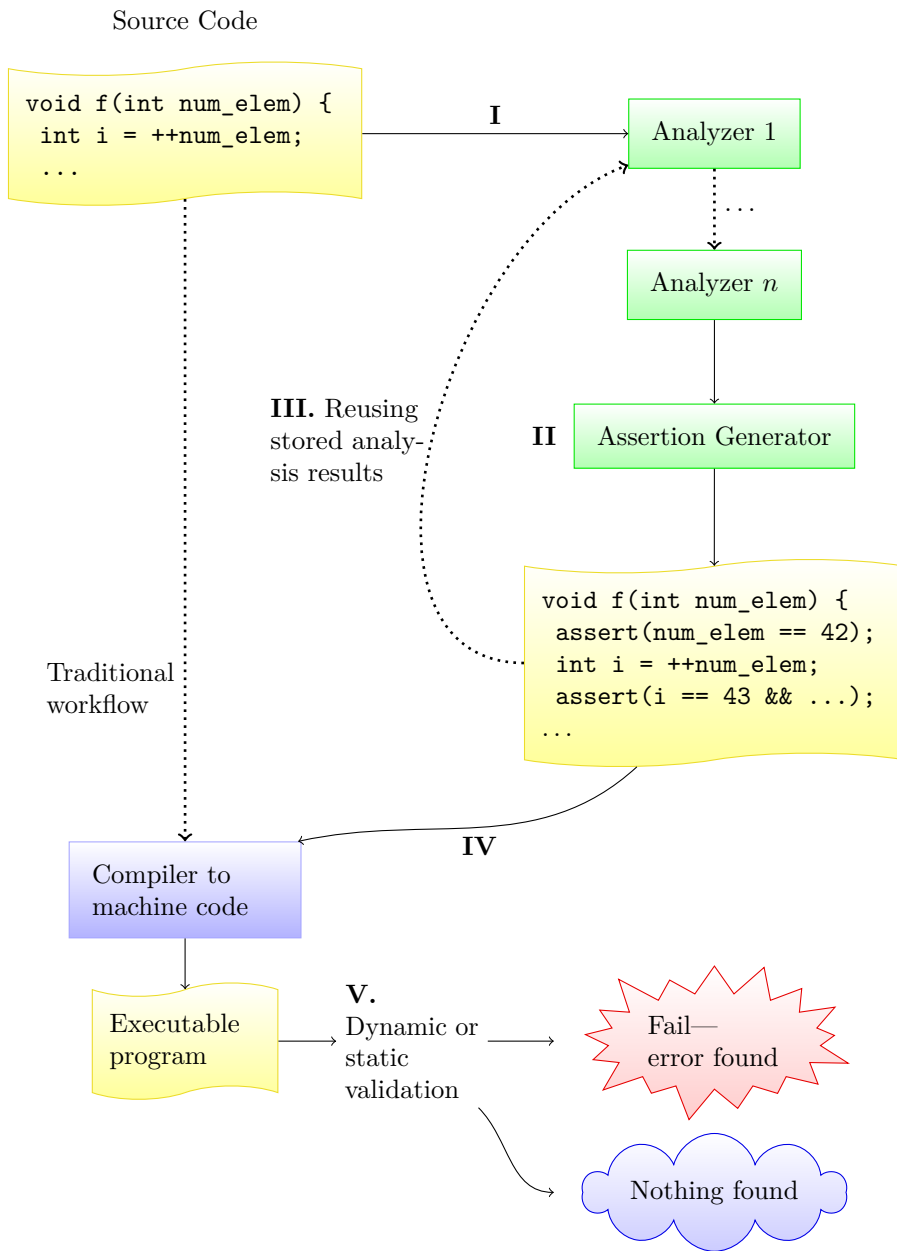 Source Code
void f(int num_elem) {
int i = ++num_elem;
...
I
Analyzer 1
...
Analyzer n
III. Reusing
stored analy-
sis results
II
Assertion Generator
void f(int num_elem) {
assert(num_elem == 42);
int i = ++num_elem;
assert(i == 43 && ...);
...
Traditional
workflow
IV
Compiler to
machine code
Executable
program
V.
Dynamic or
static
validation
Fail—
error found
Nothing found